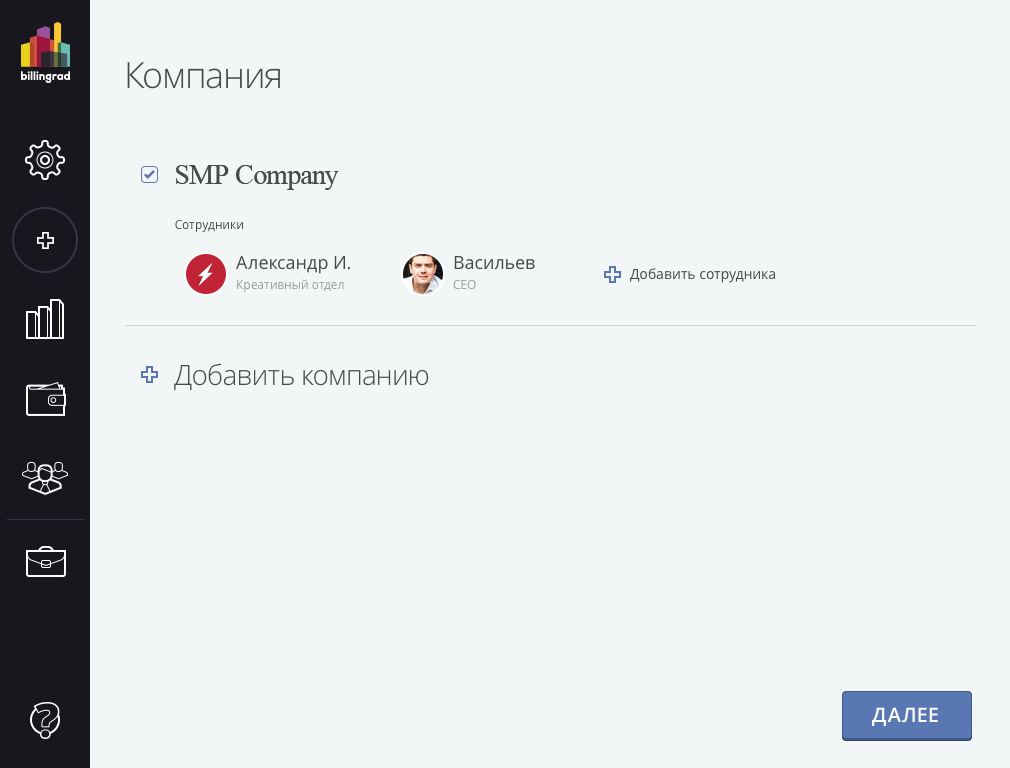 billingrad
Компания
SMP Company
Сотрудники
Александр И.
Креативный отдел
Васильев
CEO
Добавить сотрудника
Добавить компанию
ДАЛЕЕ